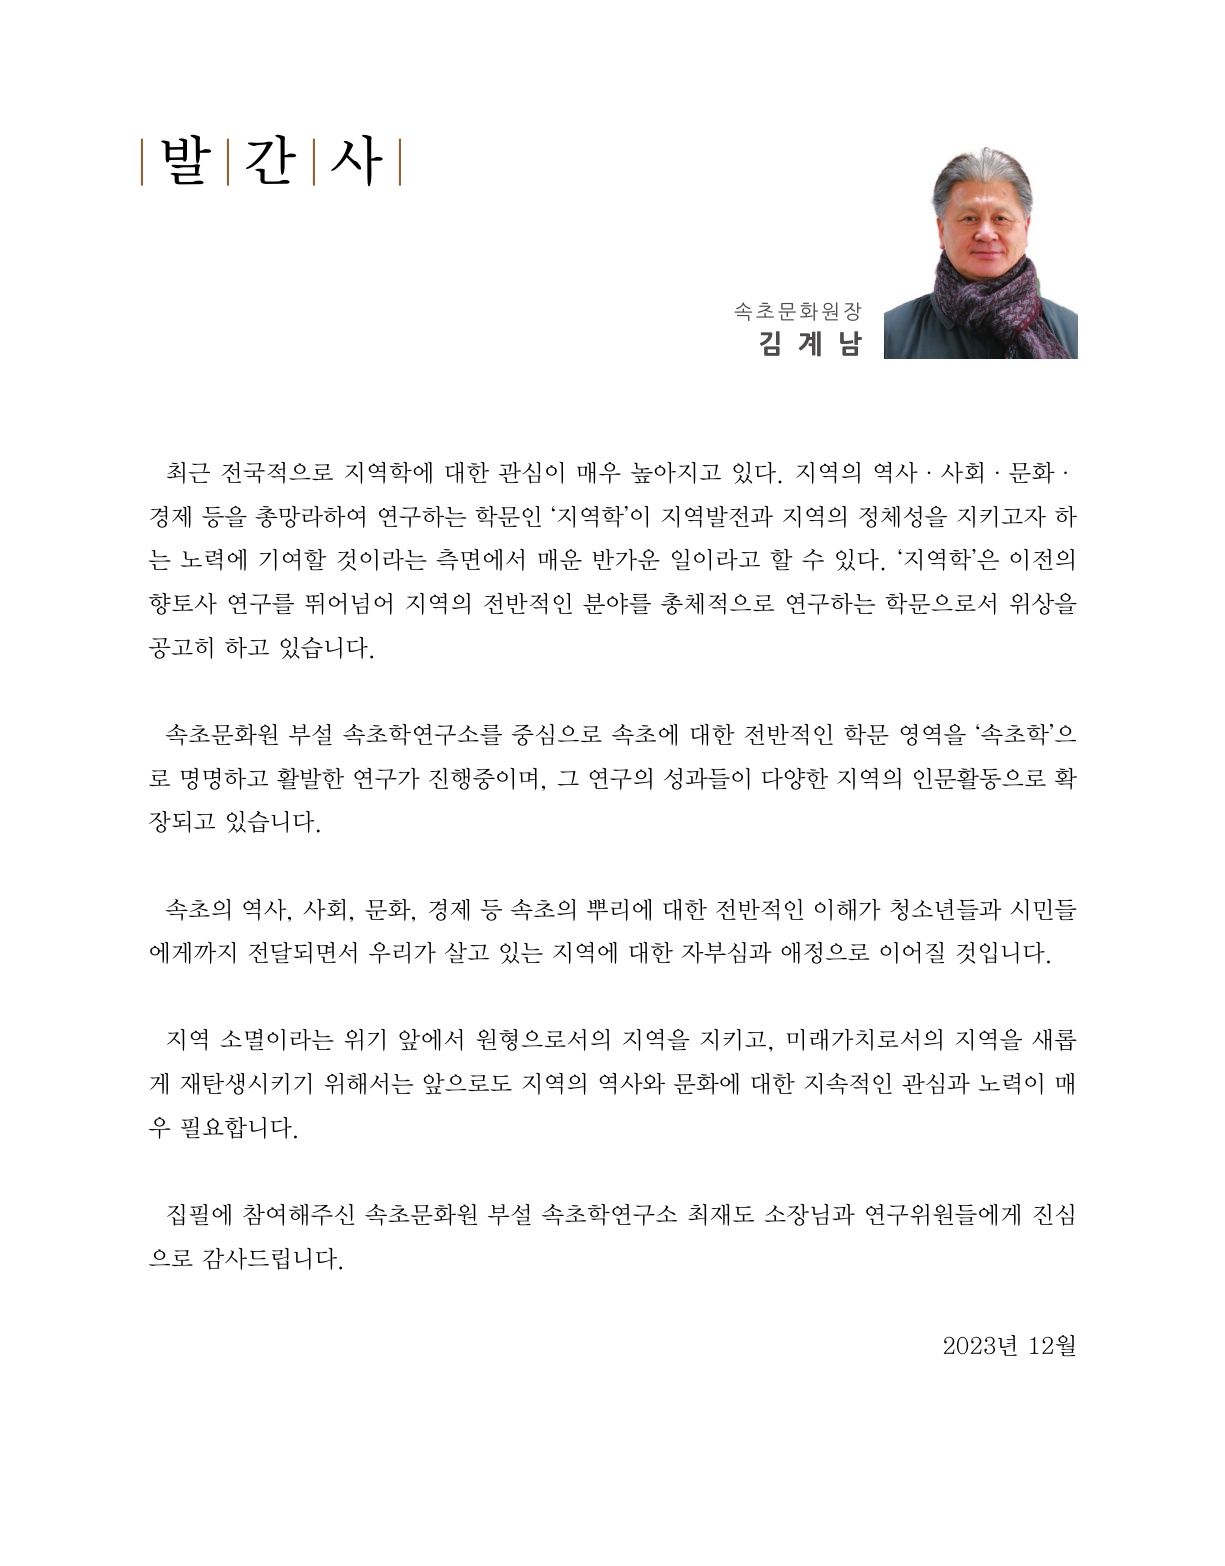 발 간 사
속초문화원장
김 계 남
최근 전국적으로 지역학에 대한 관심이 매우 높아지고 있다. 지역의 역사 · 사회 · 문화 ·
경제 등을 총망라하여 연구하는 학문인 ‘지역학’이 지역발전과 지역의 정체성을 지키고자 하
는 노력에 기여할 것이라는 측면에서 매운 반가운 일이라고 할 수 있다. ‘지역학’은 이전의
향토사 연구를 뛰어넘어 지역의 전반적인 분야를 총체적으로 연구하는 학문으로서 위상을
공고히 하고 있습니다.
속초문화원 부설 속초학연구소를 중심으로 속초에 대한 전반적인 학문 영역을 ‘속초학’으
로 명명하고 활발한 연구가 진행중이며, 그 연구의 성과들이 다양한 지역의 인문활동으로 확
장되고 있습니다.
속초의 역사, 사회, 문화, 경제 등 속초의 뿌리에 대한 전반적인 이해가 청소년들과 시민들
에게까지 전달되면서 우리가 살고 있는 지역에 대한 자부심과 애정으로 이어질 것입니다.
지역 소멸이라는 위기 앞에서 원형으로서의 지역을 지키고, 미래가치로서의 지역을 새롭
게 재탄생시키기 위해서는 앞으로도 지역의 역사와 문화에 대한 지속적인 관심과 노력이 매
우 필요합니다.
집필에 참여해주신 속초문화원 부설 속초학연구소 최재도 소장님과 연구위원들에게 진심
으로 감사드립니다.
2023년 12월